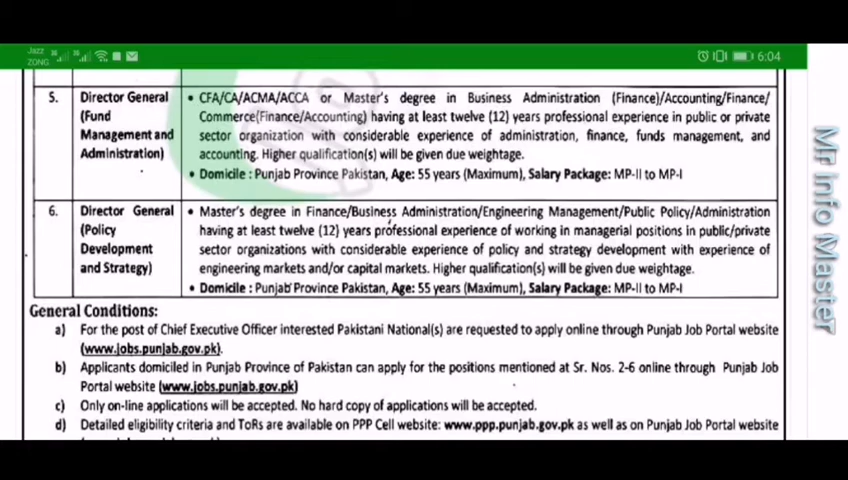 Jazz
ZONG
6:04
5. Director General • CFA/CA/ACMA/ACCA or Master's degree in Business Administration (Finance)/Accounting/Finance/
(Fund Commerce(Finance/Accounting) having at least twelve (12) years professional experience in public or private
Management and sector organization with considerable experience of administration, finance, funds management, and
Administration) accounting. Higher qualification(s) will be given due weightage.
• Domicile : Punjab Province Pakistan, Age: 55 years (Maximum), Salary Package: MP-II to MP-I
6. Director General • Master's degree in Finance/Business Administration/Engineering Management/Public Policy/Administration
(Policy having at least twelve (12) years professional experience of working in managerial positions in public/private
Development sector organizations with considerable experience of policy and strategy development with experience of
and Strategy) engineering markets and/or capital markets. Higher qualification(s) will be given due weightage.
• Domicile : Punjab Province Pakistan, Age: 55 years (Maximum), Salary Package: MP-II to MP-I
General Conditions:
a) For the post of Chief Executive Officer interested Pakistani National(s) are requested to apply online through Punjab Job Portal website
(www.jobs.punjab.gov.pk).
b) Applicants domiciled in Punjab Province of Pakistan can apply for the positions mentioned at Sr. Nos. 2-6 online through Punjab Job
Portal website (www.jobs.punjab.gov.pk)
c) Only on-line applications will be accepted. No hard copy of applications will be accepted.
d) Detailed eligibility criteria and ToRs are available on PPP Cell website: www.ppp.punjab.gov.pk as well as on Punjab Job Portal website
Mr Info Master